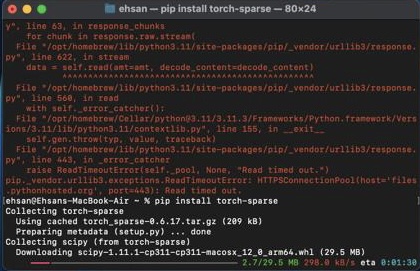 ehsan — pip install torch-sparse — 80×24
y", line 63, in response_chunks
for chunk in response.raw.stream(
File "/opt/homebrew/lib/python3.11/site-packages/pip/_vendor/urllib3/response.
py", line 622, in stream
data = self.read(amt=amt, decode_content=decode_content)
^^^^^^^^^^^^^^^^^^^^^^^^^^^^^^^^^^^^^^^^^^^^^^^^^
File "/opt/homebrew/lib/python3.11/site-packages/pip/_vendor/urllib3/response.
py", line 560, in read
with self._error_catcher():
File "/opt/homebrew/Cellar/python@3.11/3.11.3/Frameworks/Python.framework/Vers
ions/3.11/lib/python3.11/contextlib.py", line 155, in __exit__
self.gen.throw(typ, value, traceback)
File "/opt/homebrew/lib/python3.11/site-packages/pip/_vendor/urllib3/response.
py", line 443, in _error_catcher
raise ReadTimeoutError(self._pool, None, "Read timed out.")
pip._vendor.urllib3.exceptions.ReadTimeoutError: HTTPSConnectionPool(host='files
.pythonhosted.org', port=443): Read timed out.
ehsan@Ehsans-MacBook-Air ~ % pip install torch-sparse
Collecting torch-sparse
Using cached torch_sparse-0.6.17.tar.gz (209 kB)
Preparing metadata (setup.py) ... done
Collecting scipy (from torch-sparse)
Downloading scipy-1.11.1-cp311-cp311-macosx_12_0_arm64.whl (29.5 MB)
2.7/29.5 MB 298.0 kB/s eta 0:01:30